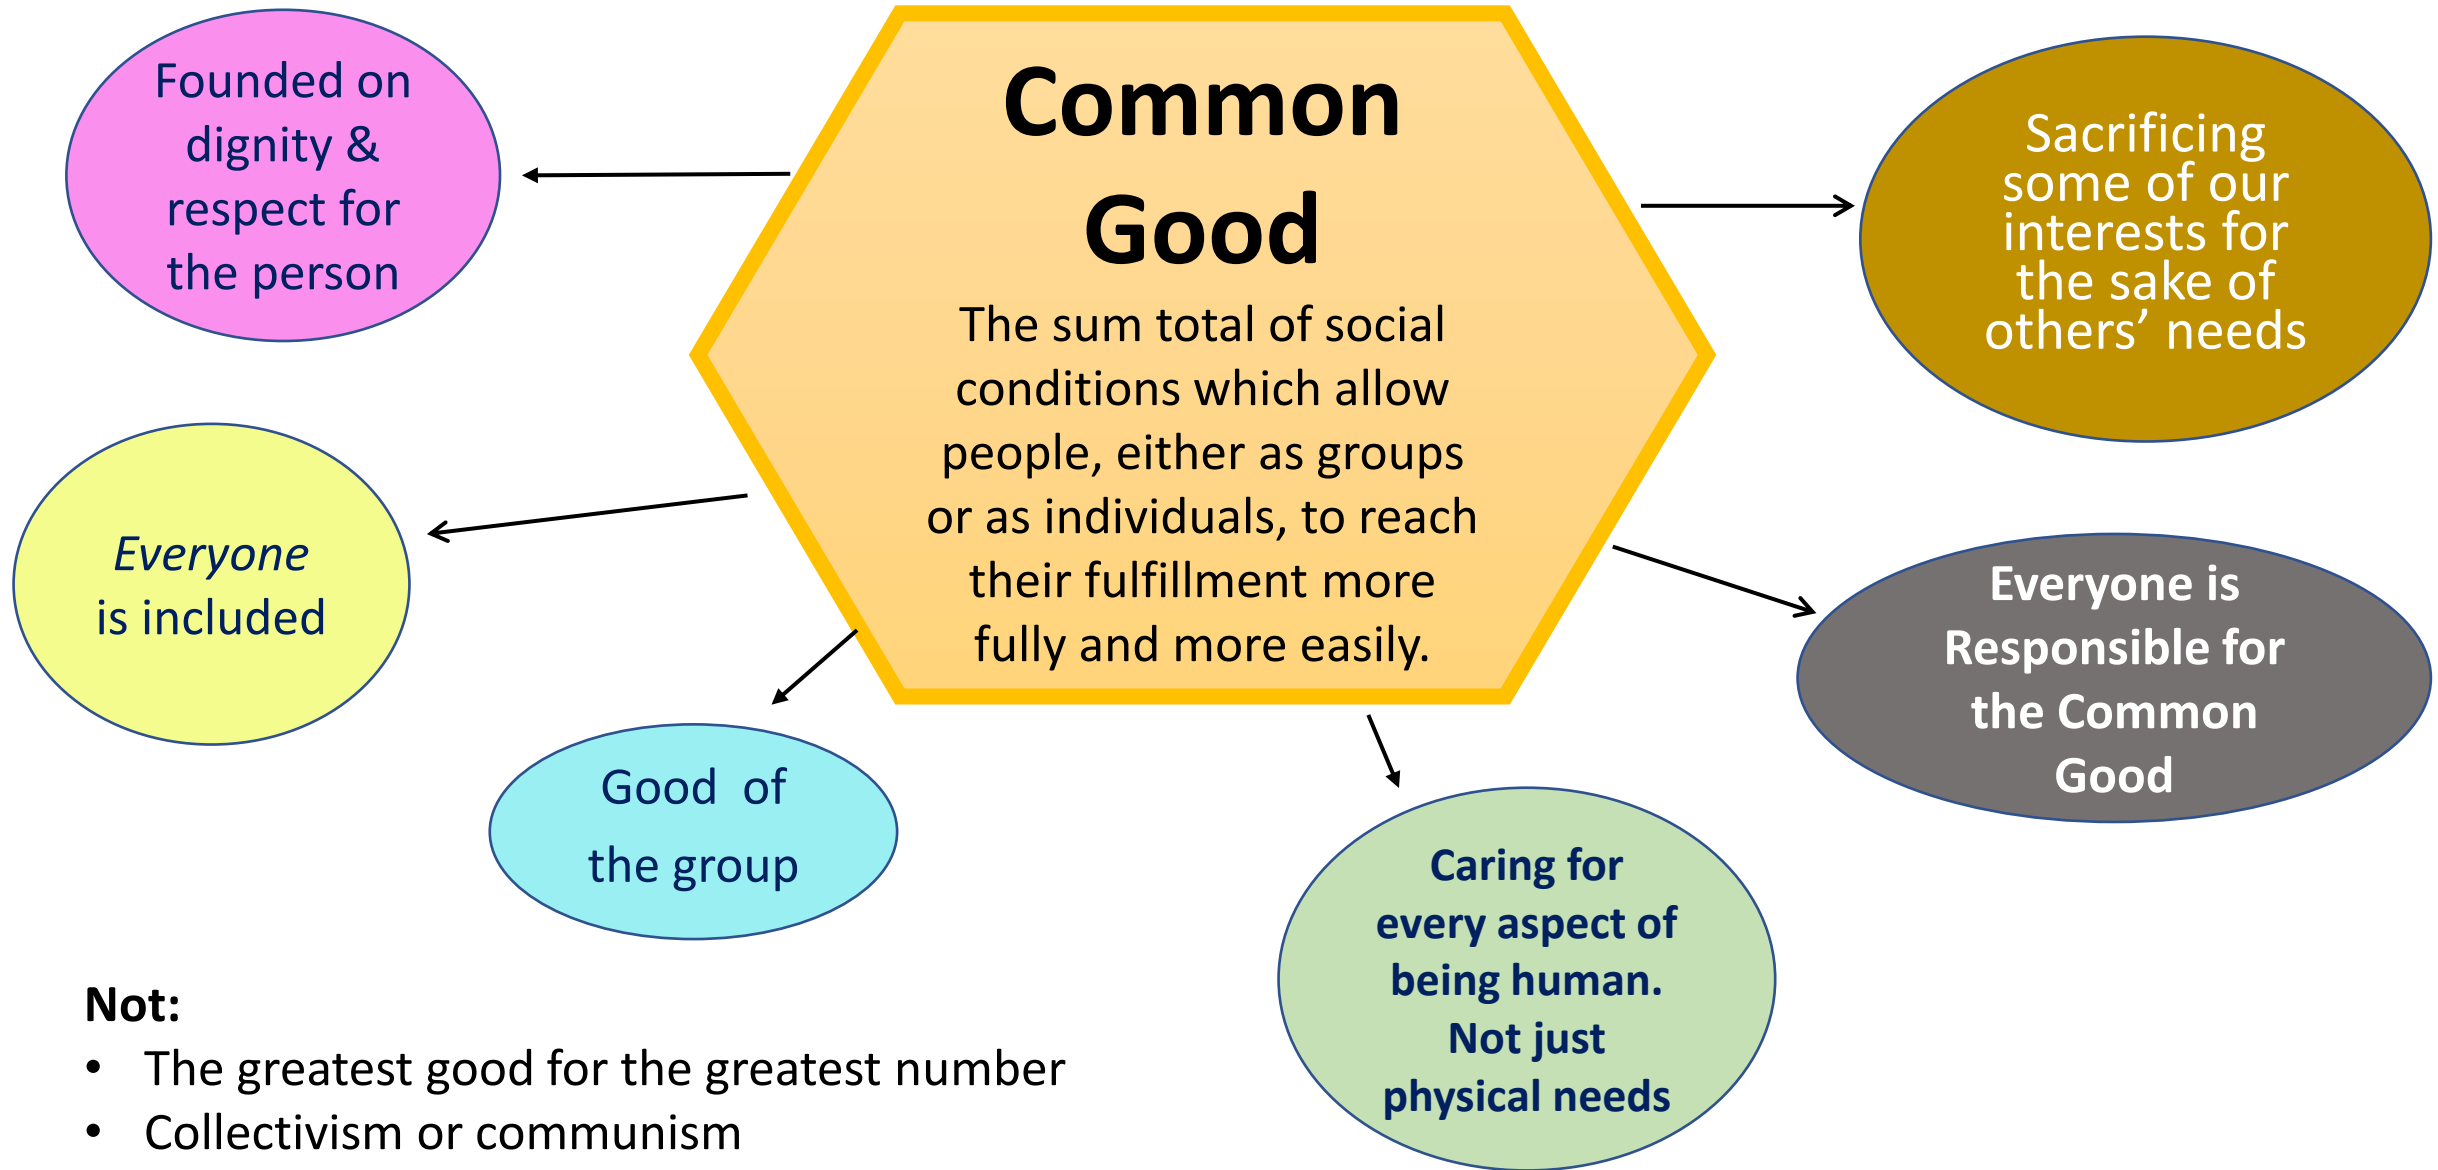 Common
Good
The sum total of social
conditions which allow
people, either as groups
or as individuals, to reach
their fulfillment more
fully and more easily.
Founded on
dignity &
respect for
the person
Everyone
is included
Good of
the group
Caring for
every aspect of
being human.
Not just
physical needs
Everyone is
Responsible for
the Common
Good
Sacrificing
some of our
interests for
the sake of
others’ needs
Not:
• The greatest good for the greatest number
• Collectivism or communism